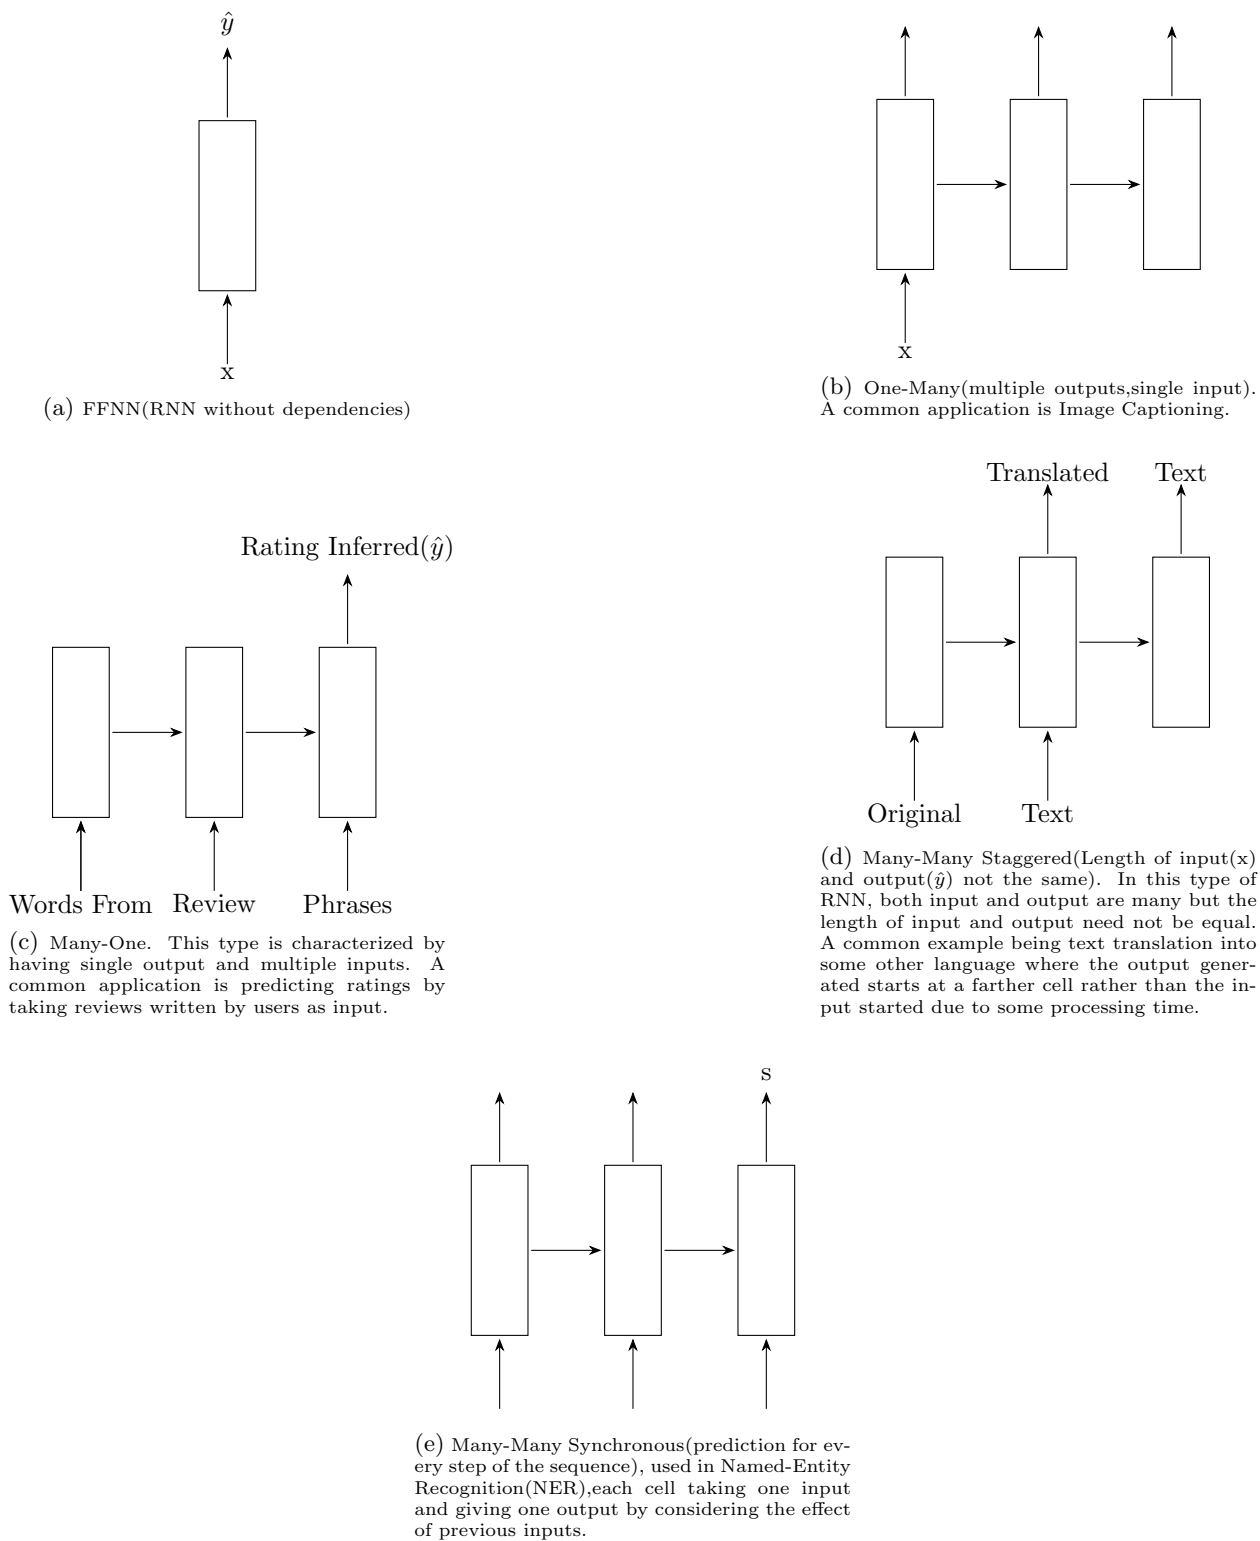 ŷ
x
(a) FFNN(RNN without dependencies)
x
(b) One-Many(multiple outputs,single input).
A common application is Image Captioning.
Rating Inferred(ŷ)
Words From Review Phrases
(c) Many-One. This type is characterized by
having single output and multiple inputs. A
common application is predicting ratings by
taking reviews written by users as input.
Translated Text
Original Text
(d) Many-Many Staggered(Length of input(x)
and output(ŷ) not the same). In this type of
RNN, both input and output are many but the
length of input and output need not be equal.
A common example being text translation into
some other language where the output gener-
ated starts at a farther cell rather than the in-
put started due to some processing time.
s
(e) Many-Many Synchronous(prediction for ev-
ery step of the sequence), used in Named-Entity
Recognition(NER),each cell taking one input
and giving one output by considering the effect
of previous inputs.